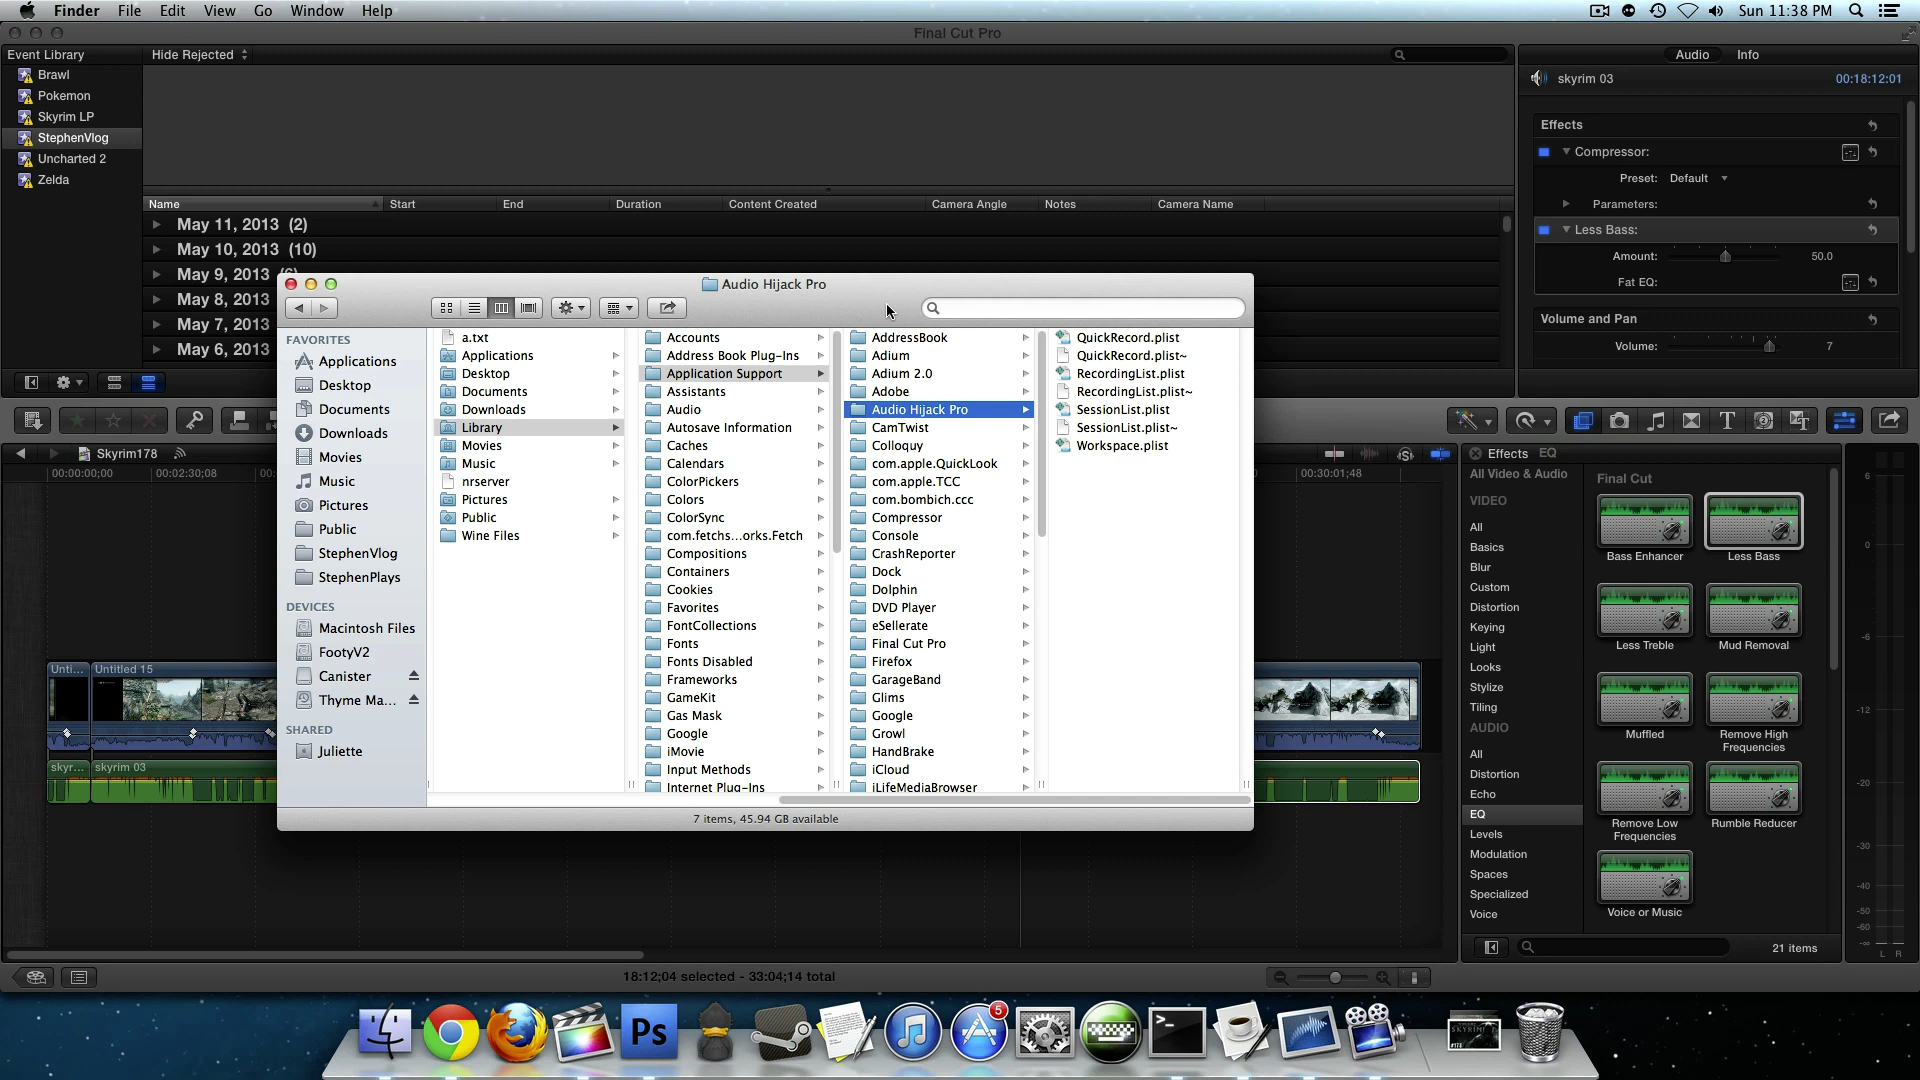 Finder File Edit View Go Window Help
Sun 11:38 PM
Final Cut Pro
Event Library
Hide Rejected
Brawl
Pokemon
Skyrim LP
StephenVlog
Uncharted 2
Zelda
Name Start End Duration Content Created Camera Angle Notes Camera Name
May 11, 2013 (2)
May 10, 2013 (10)
May 9, 2013 (6)
May 8, 2013
May 7, 2013
May 6, 2013
Audio Info
skyrim 03 00:18:12:01
Effects
Compressor:
Preset: Default
Parameters:
Less Bass:
Amount: 50.0
Fat EQ:
Volume and Pan
Volume: 7
Audio Hijack Pro
FAVORITES
Applications
Desktop
Documents
Downloads
Movies
Music
Pictures
Public
StephenVlog
StephenPlays
DEVICES
Macintosh Files
FootyV2
Canister
Thyme Ma...
SHARED
Juliette
a.txt
Applications
Desktop
Documents
Downloads
Library
Movies
Music
nrserver
Pictures
Public
Wine Files
Accounts
Address Book Plug-Ins
Application Support
Assistants
Audio
Autosave Information
Caches
Calendars
ColorPickers
Colors
ColorSync
com.fetchs...orks.Fetch
Compositions
Containers
Cookies
Favorites
FontCollections
Fonts
Fonts Disabled
Frameworks
GameKit
Gas Mask
Google
iMovie
Input Methods
Internet Plug-Ins
AddressBook
Adium
Adium 2.0
Adobe
Audio Hijack Pro
CamTwist
Colloquy
com.apple.QuickLook
com.apple.TCC
com.bombich.ccc
Compressor
Console
CrashReporter
Dock
Dolphin
DVD Player
eSellerate
Final Cut Pro
Firefox
GarageBand
Glims
Google
Growl
HandBrake
iCloud
iLifeMediaBrowser
QuickRecord.plist
QuickRecord.plist~
RecordingList.plist
RecordingList.plist~
SessionList.plist
SessionList.plist~
Workspace.plist
7 items, 45.94 GB available
Skyrim178
00:00:00;00 00:02:30;08 00: 00:30:01;48
Unti... Untitled 15
skyr... skyrim 03
Effects EQ
All Video & Audio
VIDEO
All
Basics
Blur
Custom
Distortion
Keying
Light
Looks
Stylize
Tiling
AUDIO
All
Distortion
Echo
EQ
Levels
Modulation
Spaces
Specialized
Voice
Final Cut
Bass Enhancer Less Bass
Less Treble Mud Removal
Muffled Remove High Frequencies
Remove Low Frequencies Rumble Reducer
Voice or Music
21 items
6
0
-6
-12
-20
-30
-40
-50
-60
-∞
L R
18:12;04 selected - 33:04;14 total
Ps
5